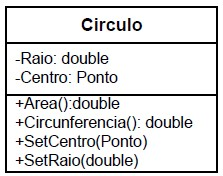 Circulo
-Raio: double
-Centro: Ponto
+Area():double
+Circunferencia(): double
+SetCentro(Ponto)
+SetRaio(double)